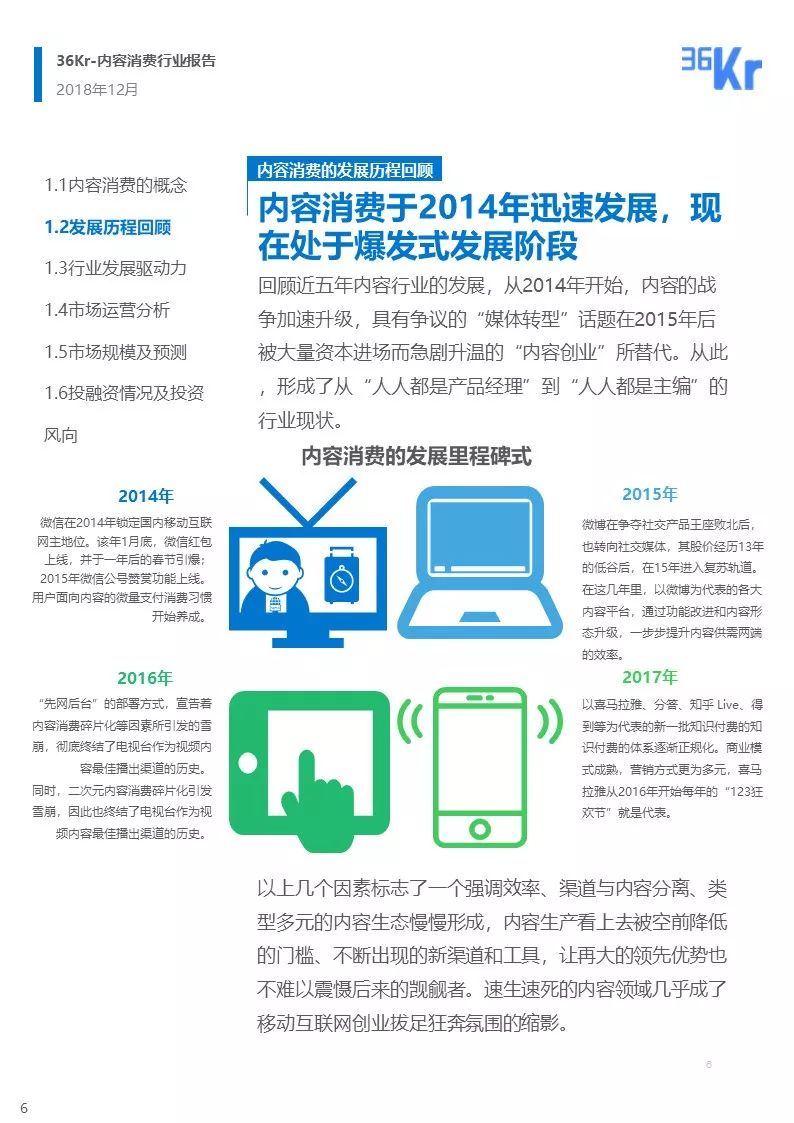 36Kr-内容消费行业报告
2018年12月
36Kr
1.1内容消费的概念
1.2发展历程回顾
1.3行业发展驱动力
1.4市场运营分析
1.5市场规模及预测
1.6投融资情况及投资
风向
内容消费的发展历程回顾
内容消费于2014年迅速发展，现
在处于爆发式发展阶段
回顾近五年内容行业的发展，从2014年开始，内容的战
争加速升级，具有争议的“媒体转型”话题在2015年后
被大量资本进场而急剧升温的“内容创业”所替代。从此
，形成了从“人人都是产品经理”到“人人都是主编”的
行业现状。
内容消费的发展里程碑式
2014年
微信在2014年锁定国内移动互联
网主地位。该年1月底，微信红包
上线，并于一年后的春节引爆；
2015年微信公号赞赏功能上线。
用户面向内容的微量支付消费习惯
开始养成。
2015年
微博在争夺社交产品王座败北后，
也转向社交媒体，其股价经历13年
的低谷后，在15年进入复苏轨道。
在这几年里，以微博为代表的各大
内容平台，通过功能改进和内容形
态升级，一步步提升内容供需两端
的效率。
2016年
“先网后台”的部署方式，宣告着
内容消费碎片化等因素所引发的雪
崩，彻底终结了电视台作为视频内
容最佳播出渠道的历史。
同时，二次元内容消费碎片化引发
雪崩，因此也终结了电视台作为视
频内容最佳播出渠道的历史。
2017年
以喜马拉雅、分答、知乎 Live、得
到等为代表的新一批知识付费的知
识付费的体系逐渐正规化。商业模
式成熟，营销方式更为多元，喜马
拉雅从2016年开始每年的“123狂
欢节”就是代表。
以上几个因素标志了一个强调效率、渠道与内容分离、类
型多元的内容生态慢慢形成，内容生产看上去被空前降低
的门槛、不断出现的新渠道和工具，让再大的领先优势也
不难以震慑后来的觊觎者。速生速死的内容领域几乎成了
移动互联网创业拔足狂奔氛围的缩影。
6
6